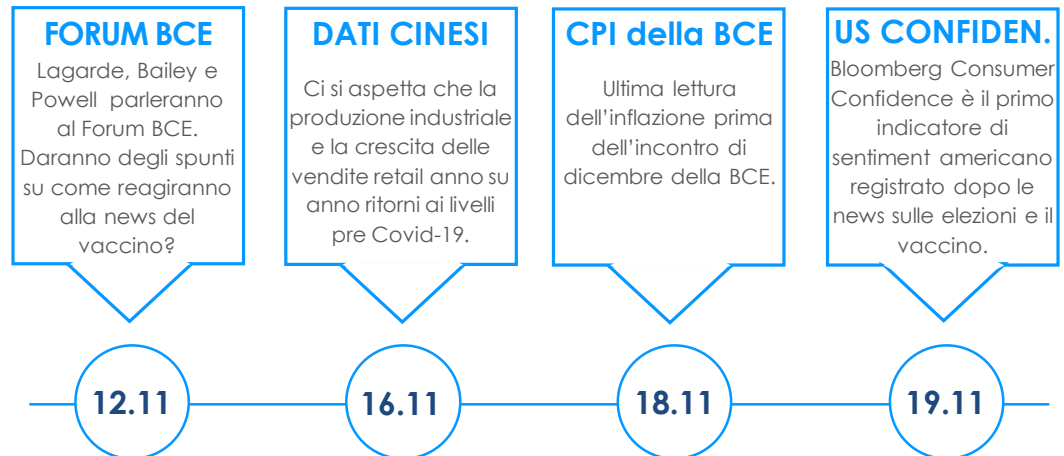 FORUM BCE
Lagarde, Bailey e
Powell parleranno
al Forum BCE.
Daranno degli spunti
su come reagiranno
alla news del
vaccino?
DATI CINESI
Ci si aspetta che la
produzione industriale
e la crescita delle
vendite retail anno su
anno ritorni ai livelli
pre Covid-19.
CPI della BCE
Ultima lettura
dell'inflazione prima
dell'incontro di
dicembre della BCE.
US CONFIDEN.
Bloomberg Consumer
Confidence è il primo
indicatore di
sentiment americano
registrato dopo le
news sulle elezioni e il
vaccino.
12.11
16.11
18.11
19.11